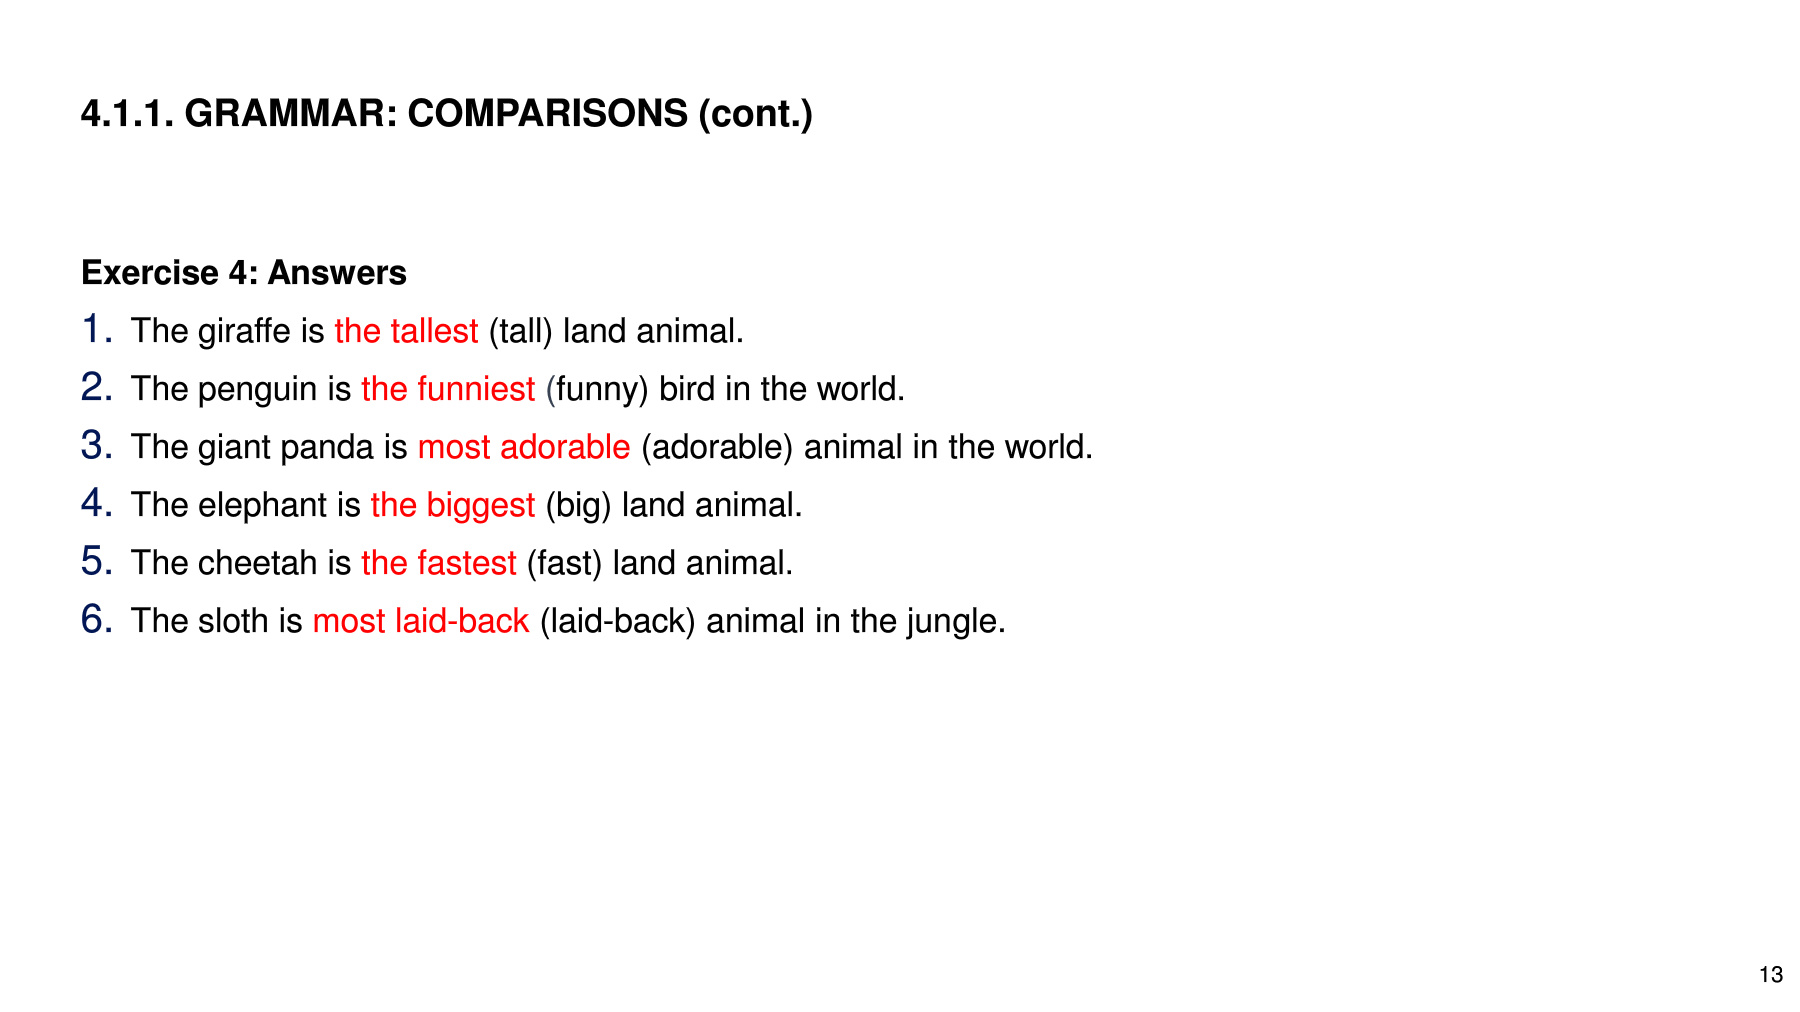 4.1.1. GRAMMAR: COMPARISONS (cont.)
Exercise 4: Answers
1. The giraffe is the tallest (tall) land animal.
2. The penguin is the funniest (funny) bird in the world.
3. The giant panda is most adorable (adorable) animal in the world.
4. The elephant is the biggest (big) land animal.
5. The cheetah is the fastest (fast) land animal.
6. The sloth is most laid-back (laid-back) animal in the jungle.
13